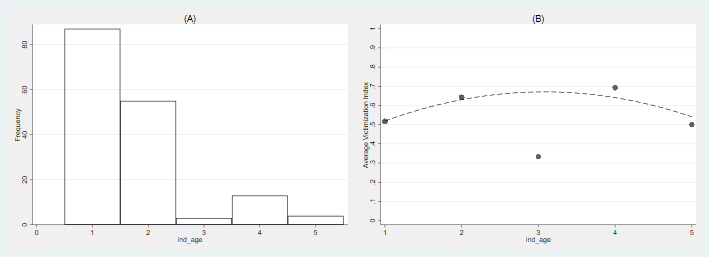 (A)
Frequency
80
60
40
20
0
0 1 2 3 4 5
ind_age
(B)
Average Victimization Index
1
.9
.8
.7
.6
.5
.4
.3
.2
.1
0
1 2 3 4 5
ind_age